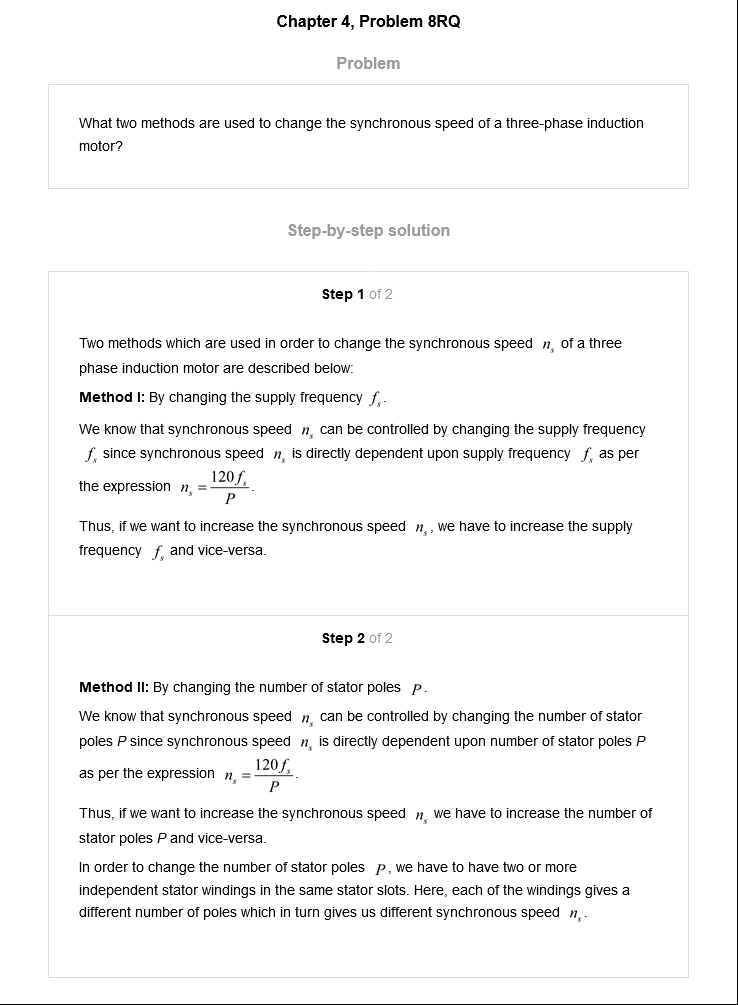 Chapter 4, Problem 8RQ
Problem
What two methods are used to change the synchronous speed of a three-phase induction
motor?
Step-by-step solution
Step 1 of 2
Two methods which are used in order to change the synchronous speed n_s of a three
phase induction motor are described below:
Method I: By changing the supply frequency f_s.
We know that synchronous speed n_s can be controlled by changing the supply frequency
f_s since synchronous speed n_s is directly dependent upon supply frequency f_s as per
the expression n_s = 120f_s/P.
Thus, if we want to increase the synchronous speed n_s, we have to increase the supply
frequency f_s and vice-versa.
Step 2 of 2
Method II: By changing the number of stator poles P.
We know that synchronous speed n_s can be controlled by changing the number of stator
poles P since synchronous speed n_s is directly dependent upon number of stator poles P
as per the expression n_s = 120f_s/P.
Thus, if we want to increase the synchronous speed n_s we have to increase the number of
stator poles P and vice-versa.
In order to change the number of stator poles P, we have to have two or more
independent stator windings in the same stator slots. Here, each of the windings gives a
different number of poles which in turn gives us different synchronous speed n_s.